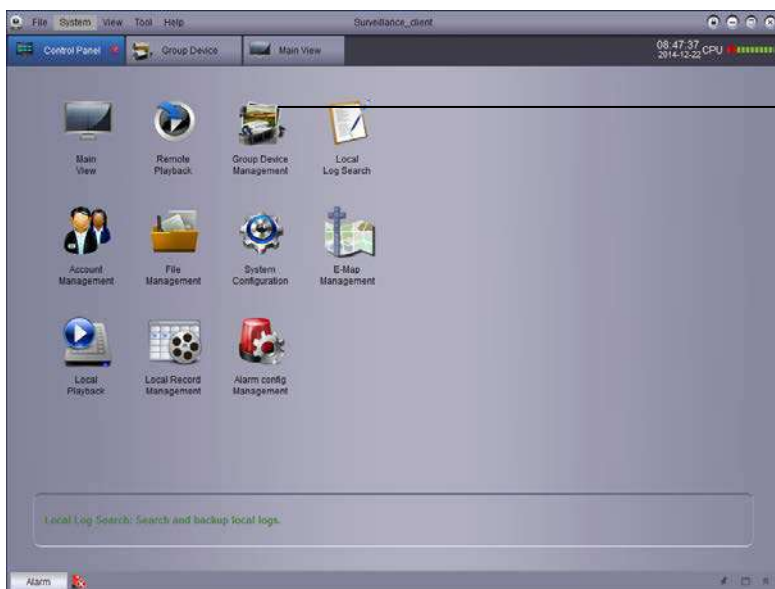 File System View Tool Help Surveillance_client
Control Panel Group Device Main View 08:47:37 CPU
2014-12-22
Main Remote Group Device Local
View Playback Management Log Search
Account File System E-Map
Management Management Configuration Management
Local Local Record Alarm config
Playback Management Management
Local Log Search: Search and backup local logs.
Alarm